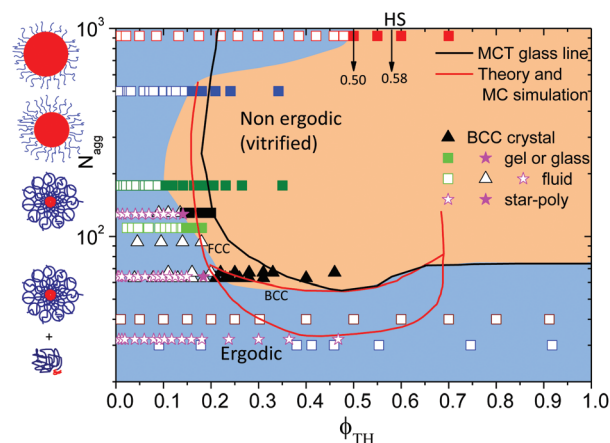 10³
HS
0.50
0.58
MCT glass line
Theory and
MC simulation
Non ergodic
(vitrified)
BCC crystal
gel or glass
fluid
star-poly
N_agg
10²
FCC
BCC
+
Ergodic
0.0 0.1 0.2 0.3 0.4 0.5 0.6 0.7 0.8 0.9 1.0
ϕ_TH